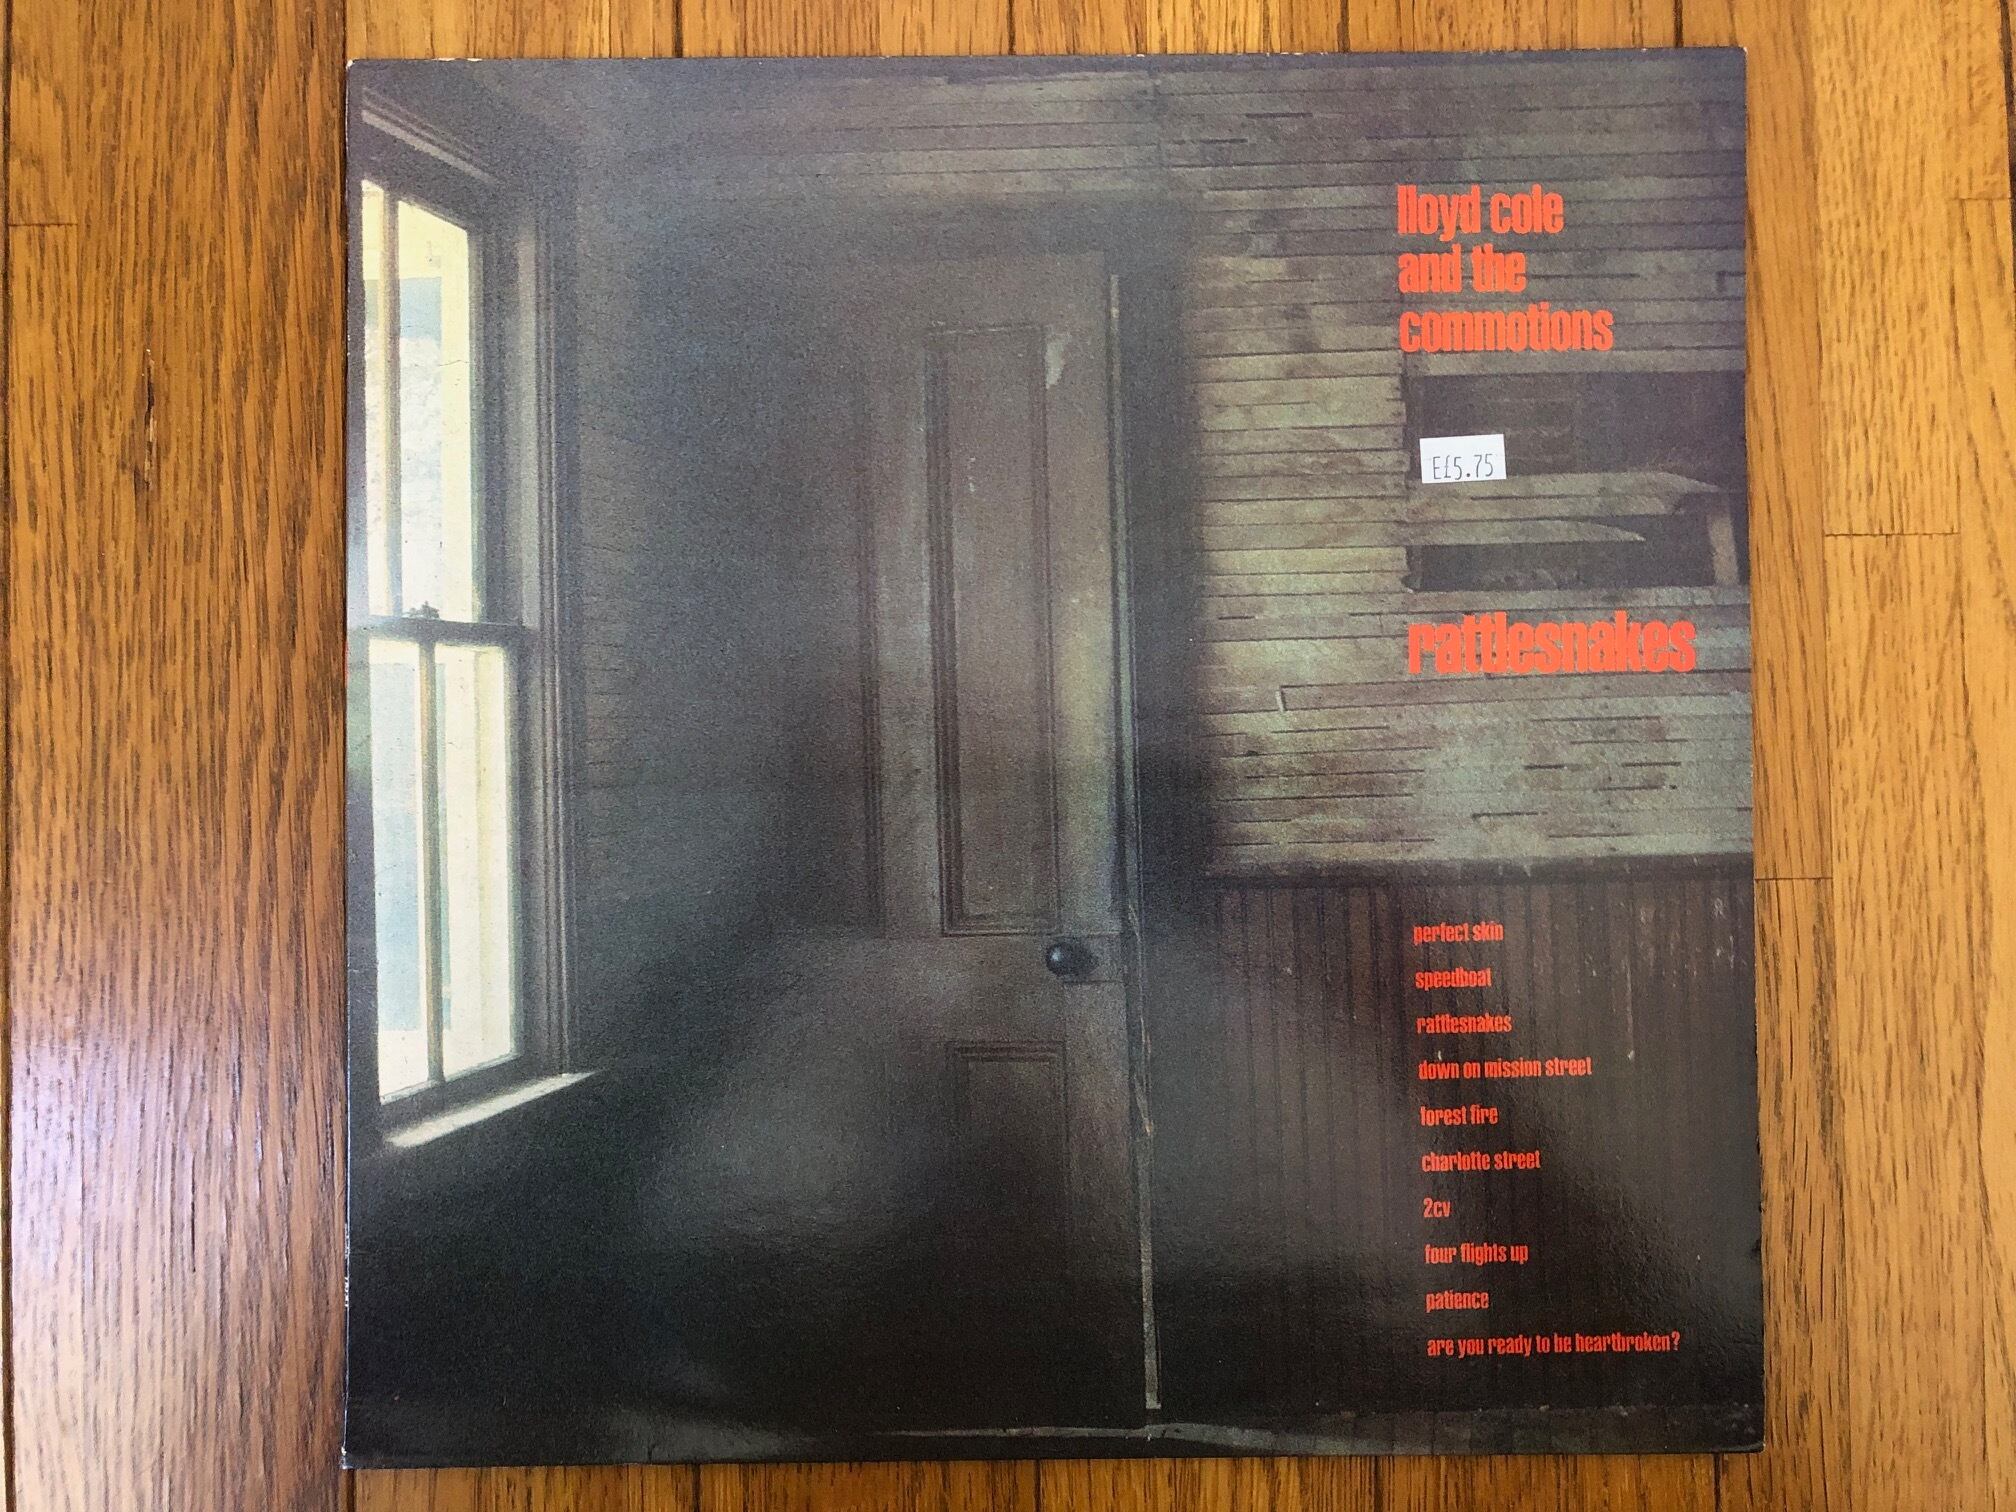 lloyd cole
and the
commotions
E£5.75
rattlesnakes
perfect skin
speedboat
rattlesnakes
down on mission street
forest fire
charlotte street
2cv
four flights up
patience
are you ready to be heartbroken?